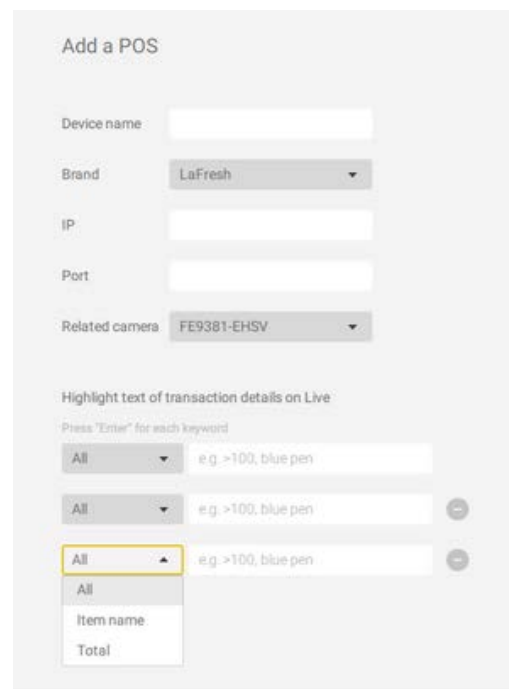 Add a POS
Device name
Brand LaFresh
IP
Port
Related camera FE9381-EHSV
Highlight text of transaction details on Live
Press "Enter" for each keyword
All e.g. >100, blue pen
All e.g. >100, blue pen
All e.g. >100, blue pen
All
Item name
Total